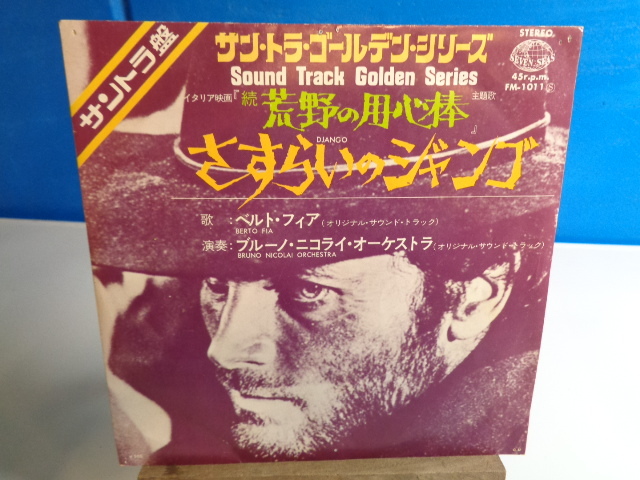 サントラ盤
サン・トラ・ゴールデン・シリーズ
Sound Track Golden Series
STEREO
SEVEN SEAS
45r.p.m.
FM-1011Ⓢ
イタリア映画『続 荒野の用心棒』主題歌
DJANGO
さすらいのジャンゴ
歌:ベルト・フィア(オリジナル・サウンド・トラック)
BERTO FIA
演奏:ブルーノ・ニコライ・オーケストラ(オリジナル・サウンド・トラック)
BRUNO NICOLAI ORCHESTRA